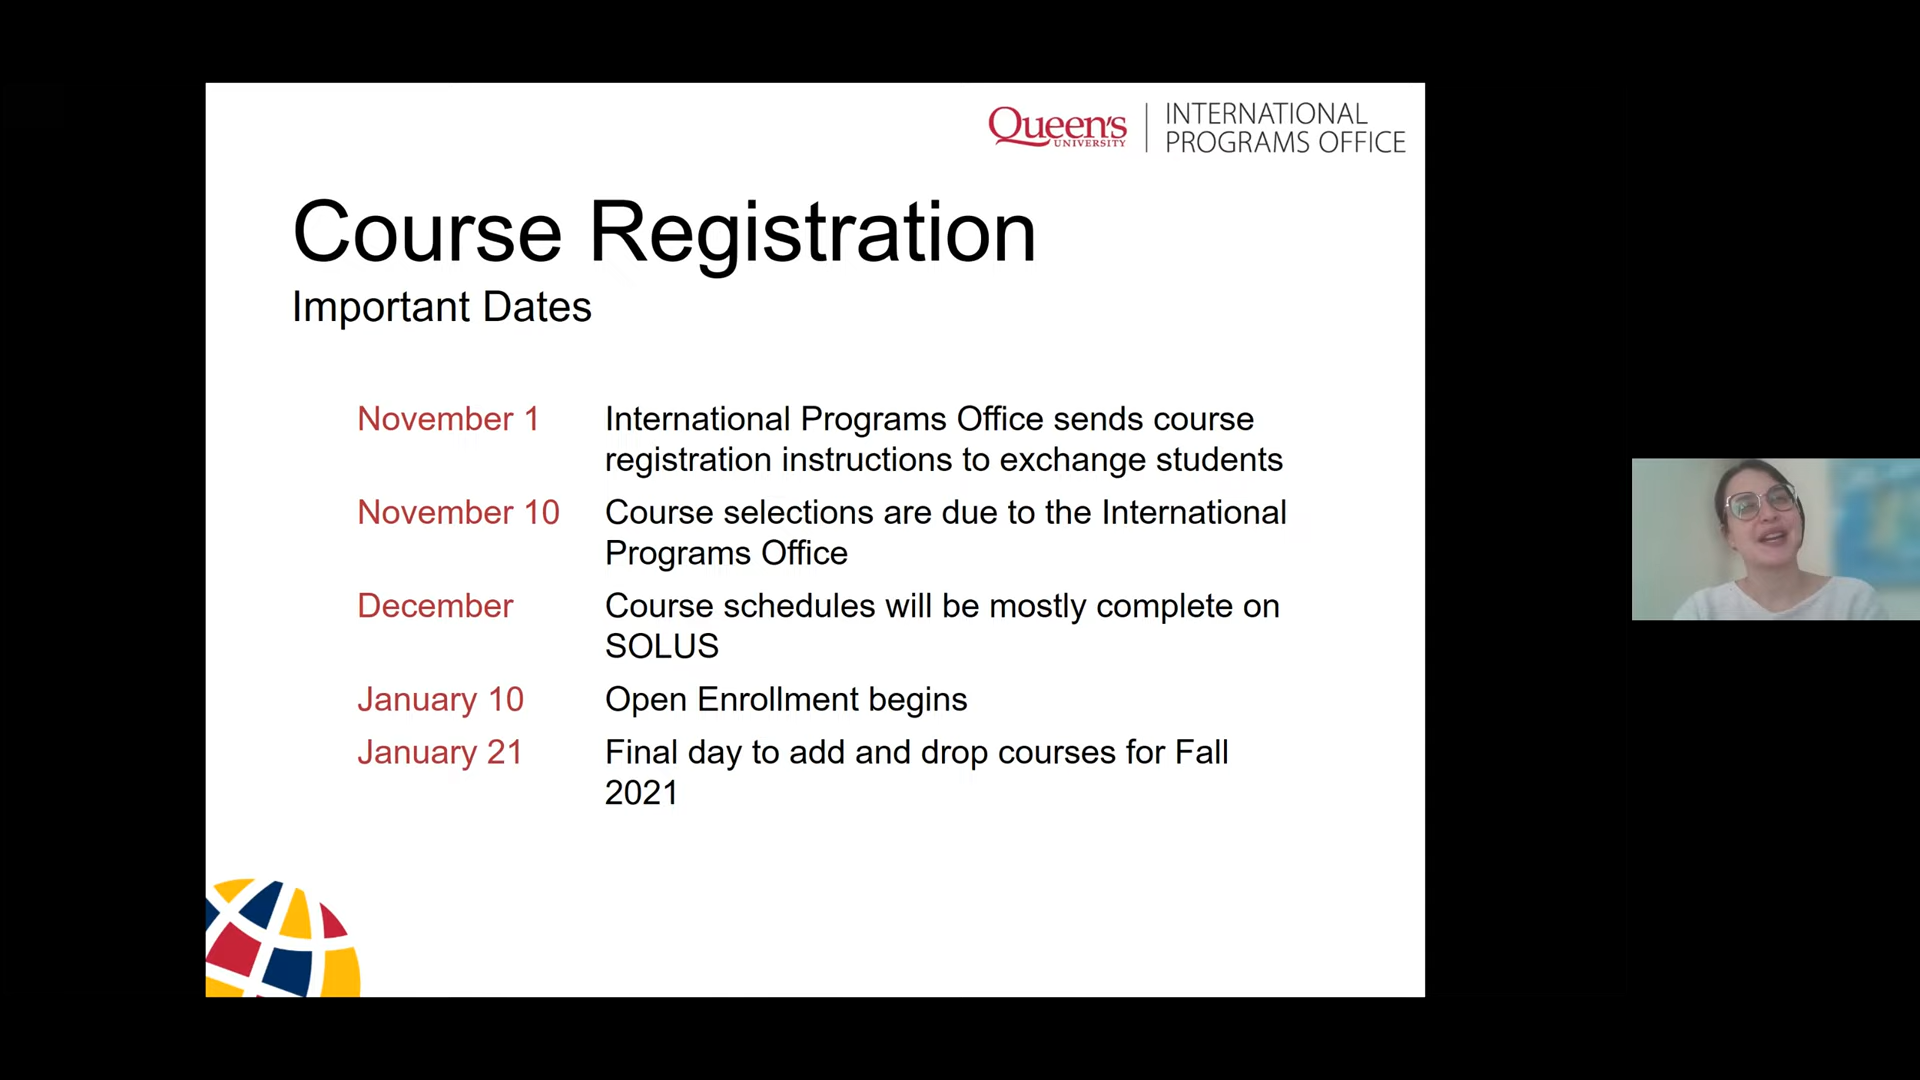 Queen's
UNIVERSITY
INTERNATIONAL
PROGRAMS OFFICE
Course Registration
Important Dates
November 1 International Programs Office sends course
registration instructions to exchange students
November 10 Course selections are due to the International
Programs Office
December Course schedules will be mostly complete on
SOLUS
January 10 Open Enrollment begins
January 21 Final day to add and drop courses for Fall
2021